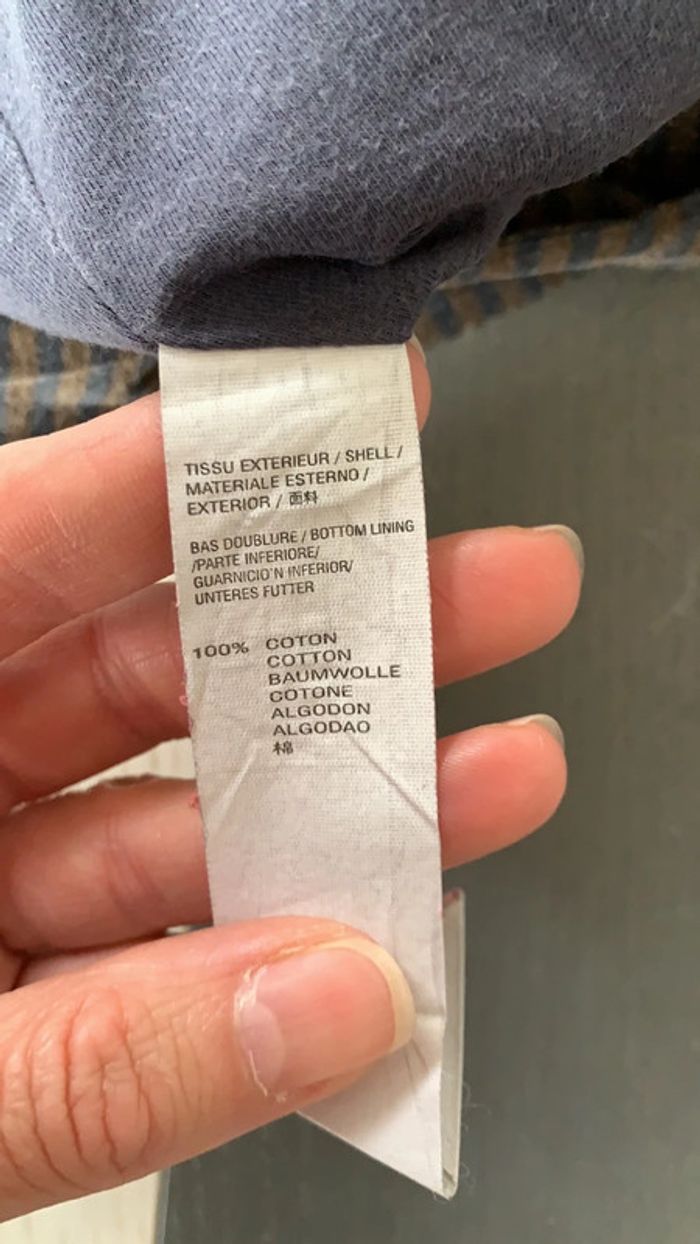 TISSU EXTERIEUR / SHELL /
MATERIALE ESTERNO /
EXTERIOR / 面料
BAS DOUBLURE / BOTTOM LINING
/PARTE INFERIORE/
GUARNICIO'N INFERIOR/
UNTERES FUTTER
100% COTON
COTTON
BAUMWOLLE
COTONE
ALGODON
ALGODAO
棉